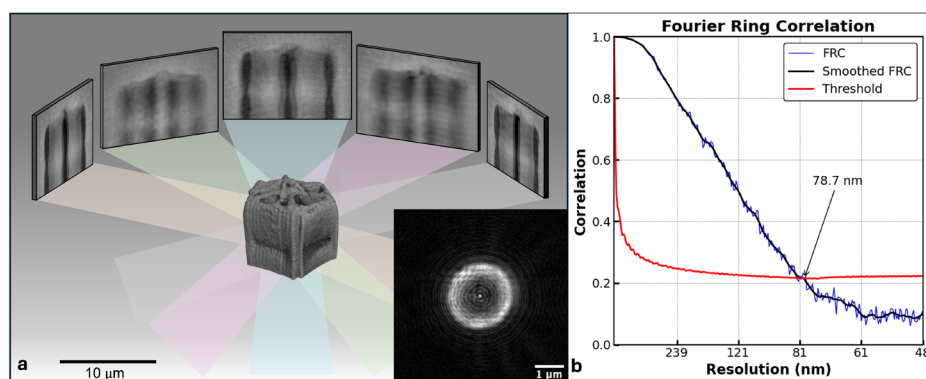 a
10 µm
1 µm
b
Fourier Ring Correlation
FRC
Smoothed FRC
Threshold
78.7 nm
Correlation
1.0
0.8
0.6
0.4
0.2
0.0
239 121 81 61 48
Resolution (nm)